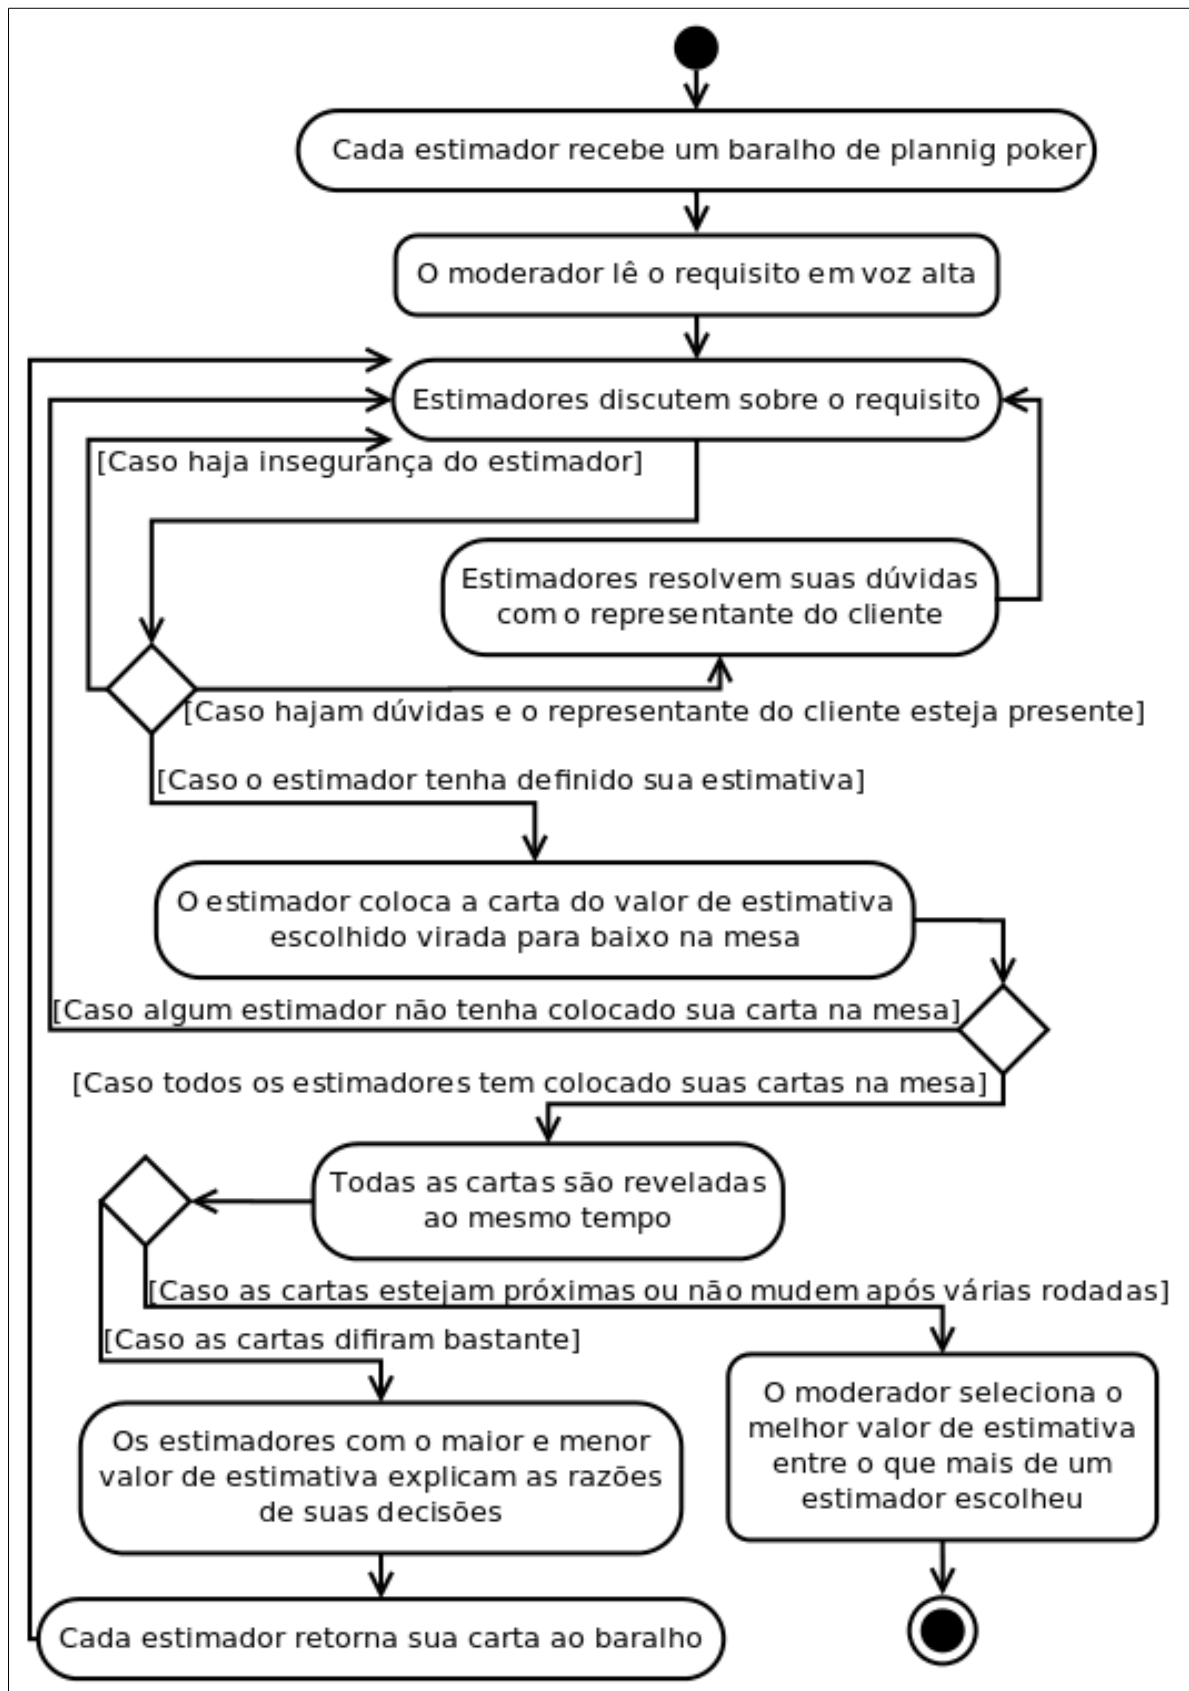 Cada estimador recebe um baralho de plannig poker
O moderador lê o requisito em voz alta
Estimadores discutem sobre o requisito
[Caso haja insegurança do estimador]
Estimadores resolvem suas dúvidas
com o representante do cliente
[Caso hajam dúvidas e o representante do cliente esteja presente]
[Caso o estimador tenha definido sua estimativa]
O estimador coloca a carta do valor de estimativa
escolhido virada para baixo na mesa
[Caso algum estimador não tenha colocado sua carta na mesa]
[Caso todos os estimadores tem colocado suas cartas na mesa]
Todas as cartas são reveladas
ao mesmo tempo
[Caso as cartas estejam próximas ou não mudem após várias rodadas]
[Caso as cartas difiram bastante]
O moderador seleciona o
melhor valor de estimativa
entre o que mais de um
estimador escolheu
Os estimadores com o maior e menor
valor de estimativa explicam as razões
de suas decisões
Cada estimador retorna sua carta ao baralho